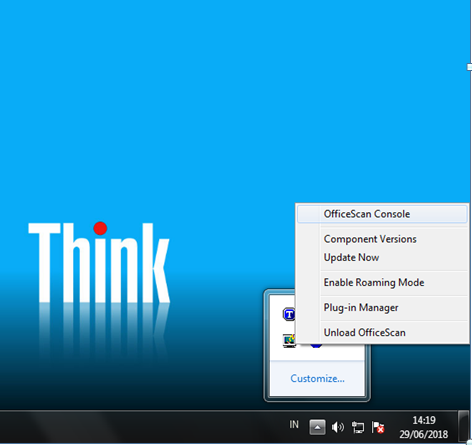 Think
OfficeScan Console
Component Versions
Update Now
Enable Roaming Mode
Plug-in Manager
Unload OfficeScan
T
Customize...
IN
14:19
29/06/2018